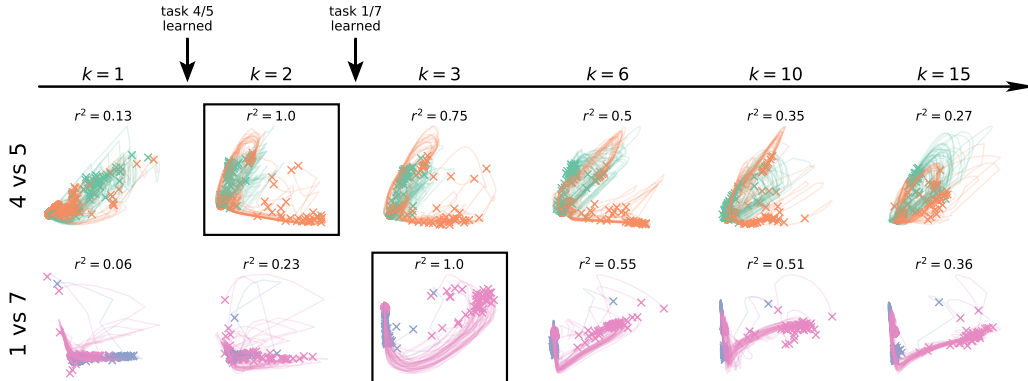 task 4/5
learned
task 1/7
learned
k = 1
k = 2
k = 3
k = 6
k = 10
k = 15
4 vs 5
r² = 0.13
r² = 1.0
r² = 0.75
r² = 0.5
r² = 0.35
r² = 0.27
1 vs 7
r² = 0.06
r² = 0.23
r² = 1.0
r² = 0.55
r² = 0.51
r² = 0.36